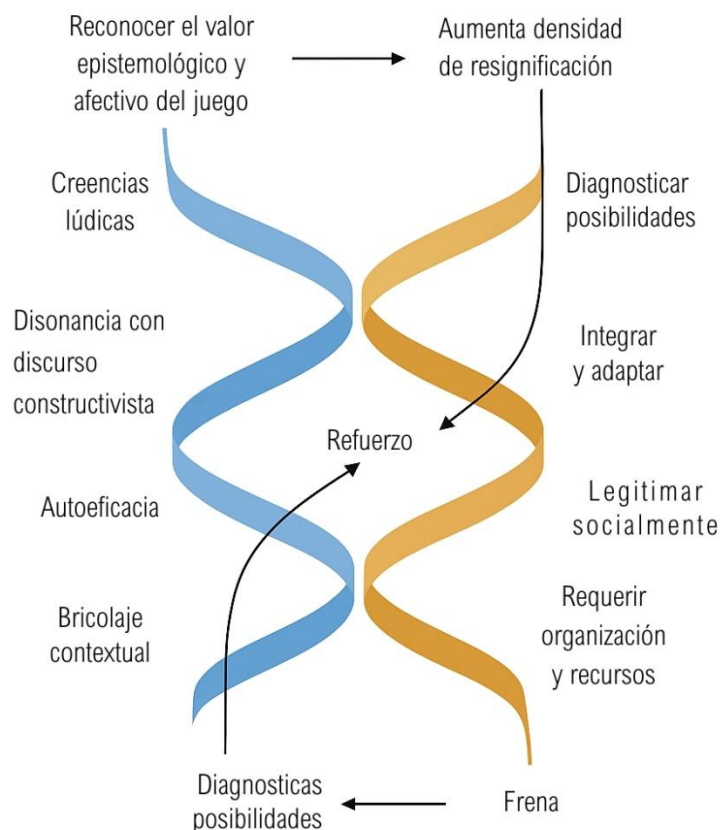 Reconocer el valor
epistemológico y
afectivo del juego
Aumenta densidad
de resignificación
Creencias
lúdicas
Diagnosticar
posibilidades
Disonancia con
discurso
constructivista
Integrar
y adaptar
Refuerzo
Autoeficacia
Legitimar
socialmente
Bricolaje
contextual
Requerir
organización
y recursos
Diagnosticas
posibilidades
Frena